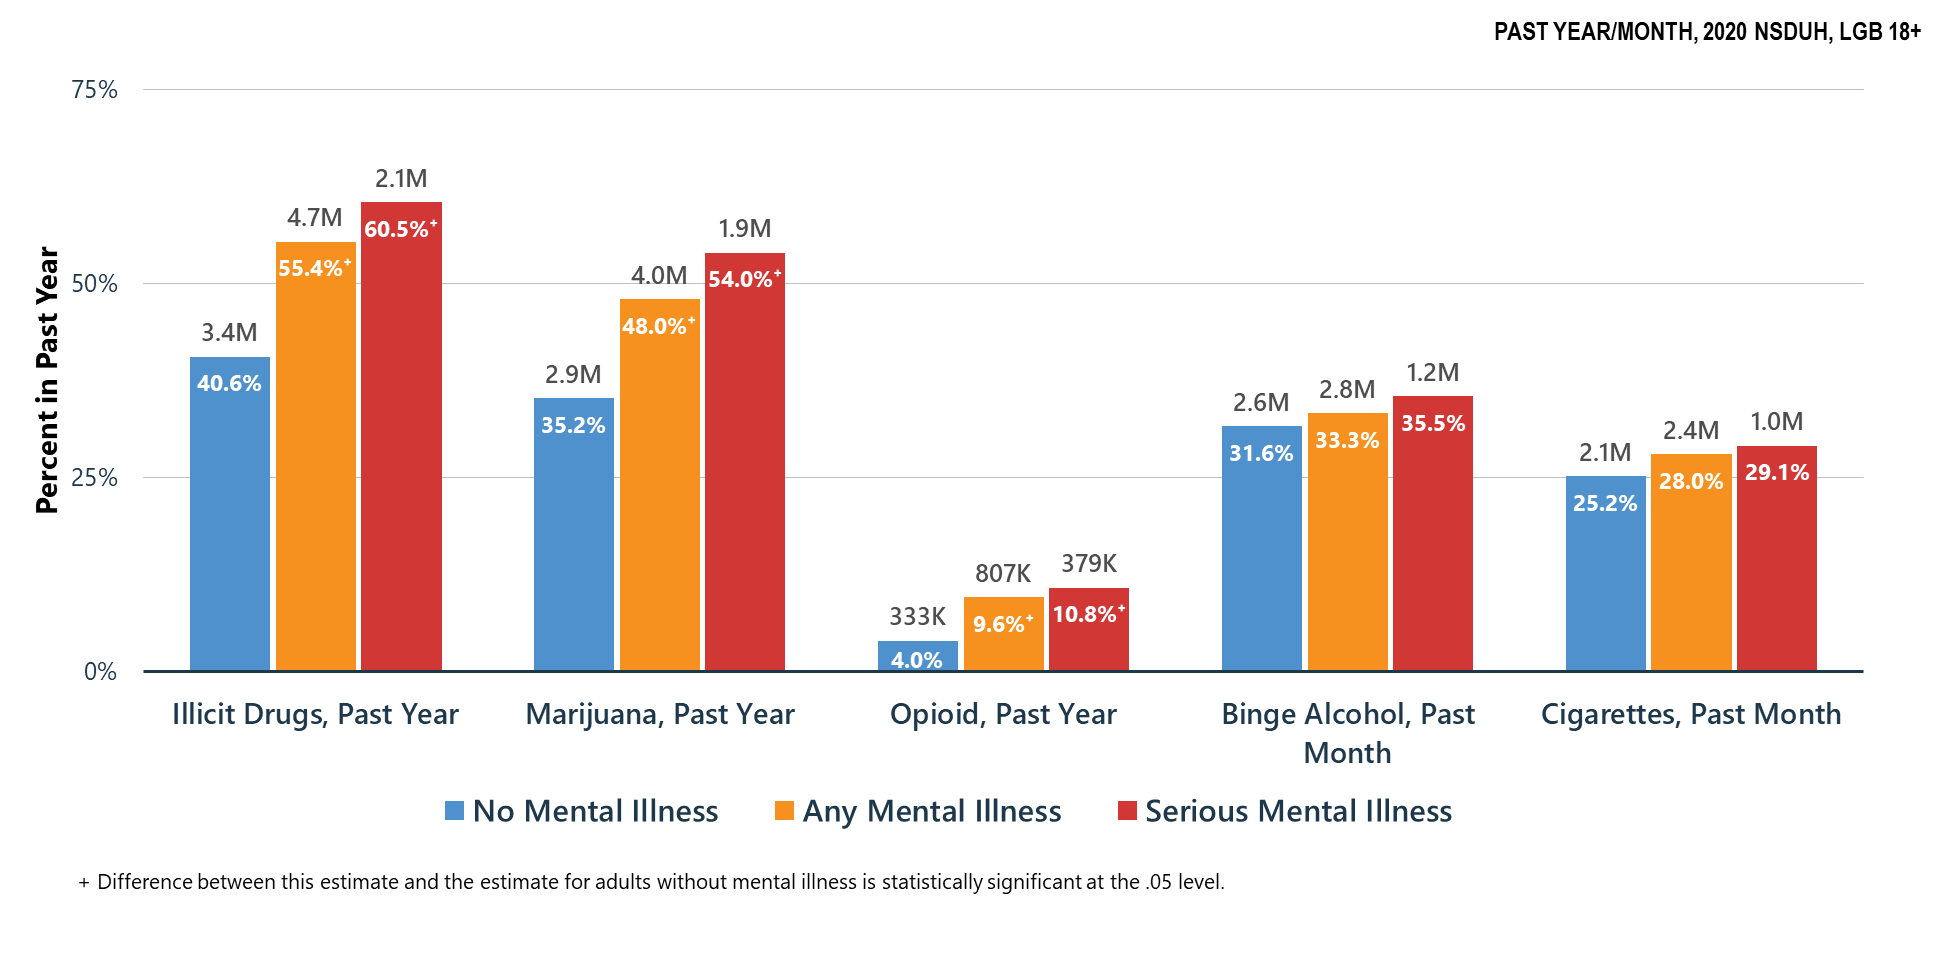 PAST YEAR/MONTH, 2020 NSDUH, LGB 18+
Percent in Past Year
75%
50%
25%
0%
3.4M
40.6%
4.7M
55.4%+
2.1M
60.5%+
2.9M
35.2%
4.0M
48.0%+
1.9M
54.0%+
333K
4.0%
807K
9.6%+
379K
10.8%+
2.6M
31.6%
2.8M
33.3%
1.2M
35.5%
2.1M
25.2%
2.4M
28.0%
1.0M
29.1%
Illicit Drugs, Past Year
Marijuana, Past Year
Opioid, Past Year
Binge Alcohol, Past
Month
Cigarettes, Past Month
No Mental Illness
Any Mental Illness
Serious Mental Illness
+ Difference between this estimate and the estimate for adults without mental illness is statistically significant at the .05 level.